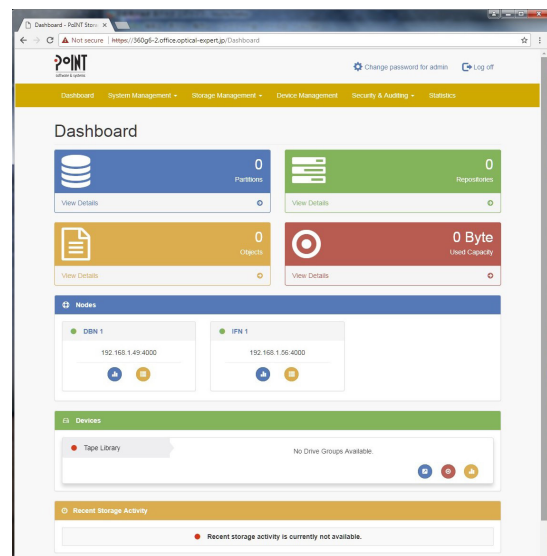 Dashboard - PoINT Stora
Not secure | https://360g6-2.office.optical-expert.jp/Dashboard
PoINT
software & systems
Change password for admin
Log off
Dashboard
System Management
Storage Management
Device Management
Security & Auditing
Statistics
Dashboard
0
Partitions
View Details
0
Repositories
View Details
0
Objects
View Details
0 Byte
Used Capacity
View Details
Nodes
DBN 1
192.168.1.49:4000
IFN 1
192.168.1.56:4000
Devices
Tape Library
No Drive Groups Available.
Recent Storage Activity
Recent storage activity is currently not available.